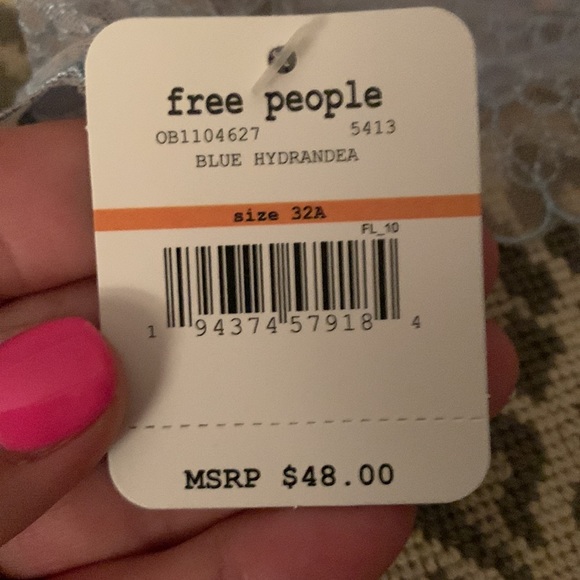 free people
OB1104627 5413
BLUE HYDRANDEA
size 32A
FL_10
1 94374 57918 4
MSRP $48.00